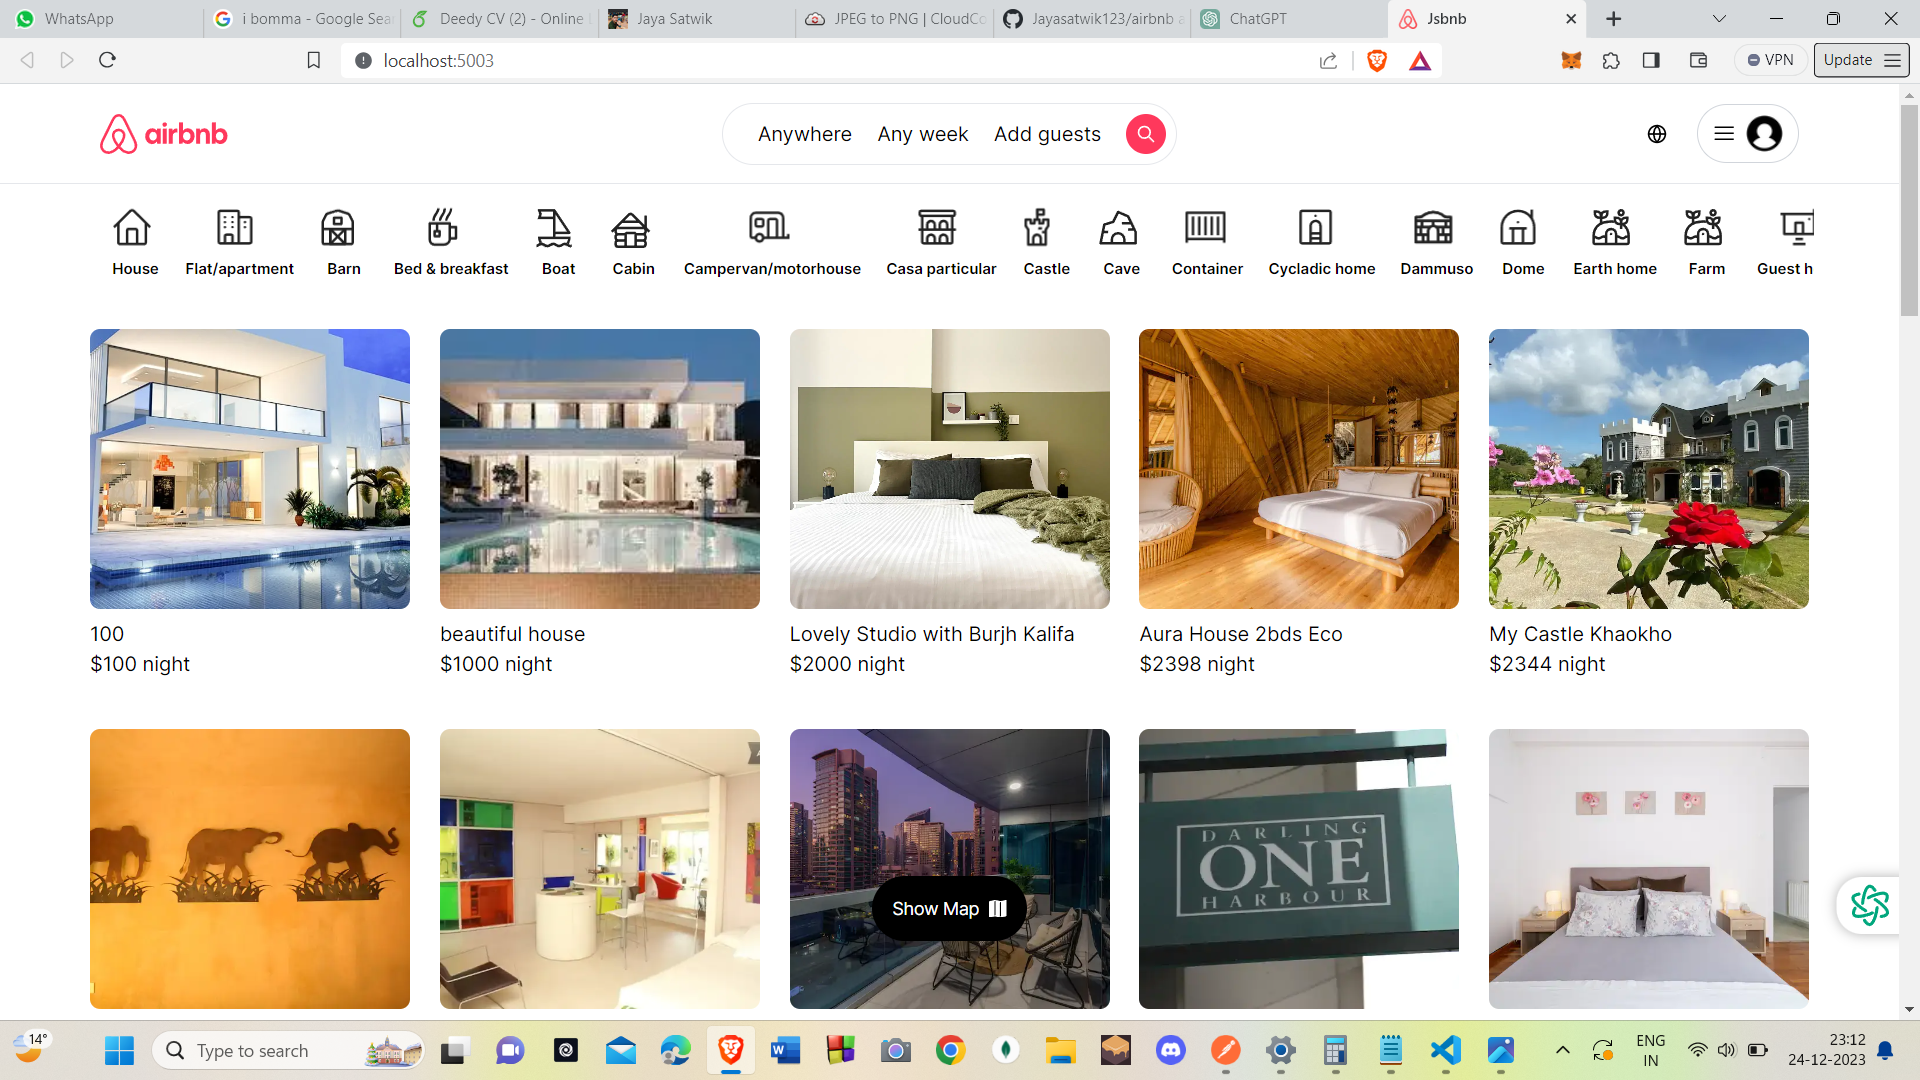 WhatsApp
i bomma - Google Sea
Deedy CV (2) - Online
Jaya Satwik
JPEG to PNG | CloudCo
Jayasatwik123/airbnb a
ChatGPT
Jsbnb
localhost:5003
VPN
Update
airbnb
Anywhere
Any week
Add guests
House
Flat/apartment
Barn
Bed & breakfast
Boat
Cabin
Campervan/motorhouse
Casa particular
Castle
Cave
Container
Cycladic home
Dammuso
Dome
Earth home
Farm
Guest h
100
$100 night
beautiful house
$1000 night
Lovely Studio with Burjh Kalifa
$2000 night
Aura House 2bds Eco
$2398 night
My Castle Khaokho
$2344 night
Show Map
DARLING
ONE
HARBOUR
14°
Type to search
ENG
IN
23:12
24-12-2023